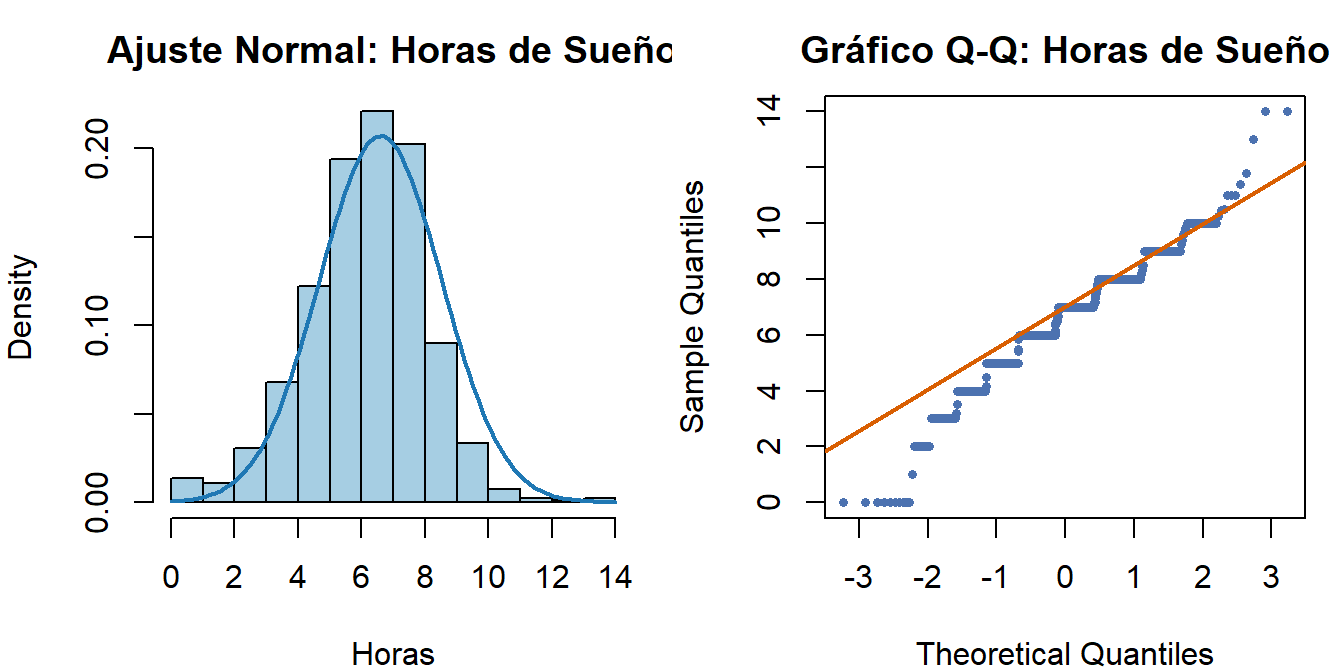 Ajuste Normal: Horas de Sueño
Density
0.00
0.10
0.20
0 2 4 6 8 10 12 14
Horas
Gráfico Q-Q: Horas de Sueño
Sample Quantiles
0
2
4
6
8
10
14
-3 -2 -1 0 1 2 3
Theoretical Quantiles